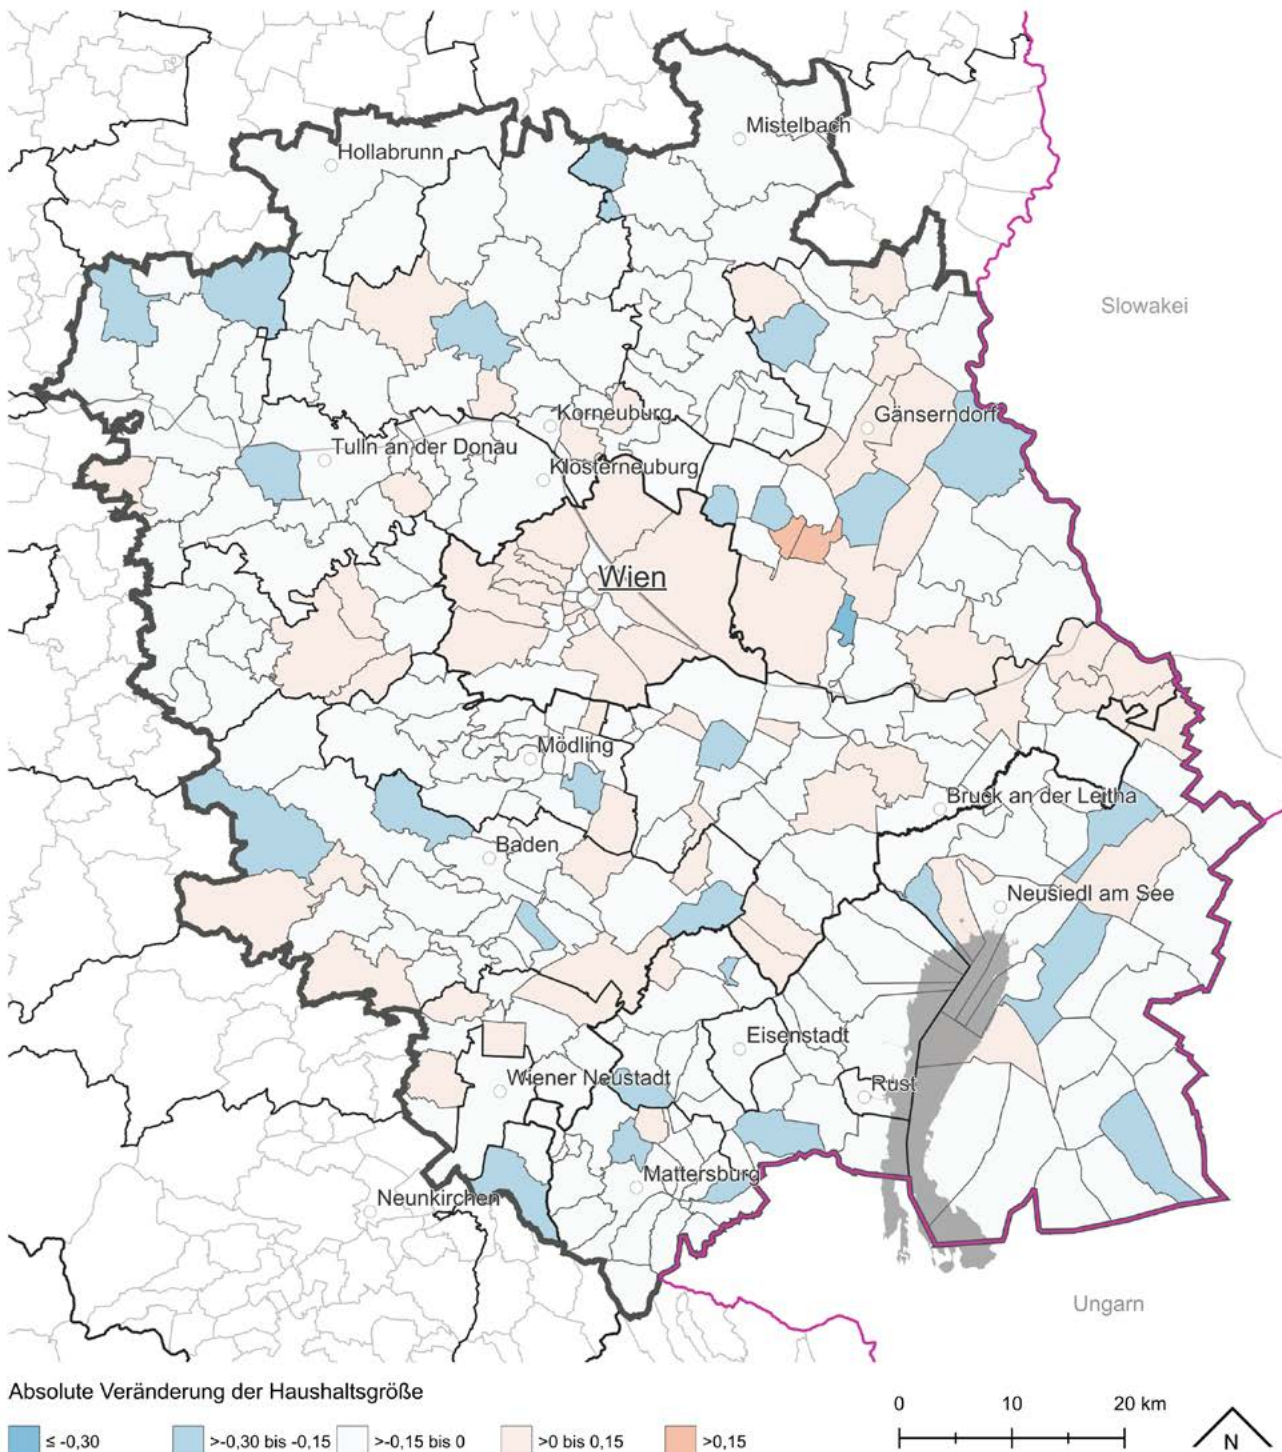 Mistelbach
Hollabrunn
Slowakei
Korneuburg
Gänserndorf
Tulln an der Donau
Klosterneuburg
Wien
Mödling
Bruck an der Leitha
Baden
Neusiedl am See
Eisenstadt
Wiener Neustadt
Rust
Mattersburg
Neunkirchen
Ungarn
Absolute Veränderung der Haushaltsgröße
0 10 20 km
≤ -0,30 >-0,30 bis -0,15 >-0,15 bis 0 >0 bis 0,15 >0,15
N